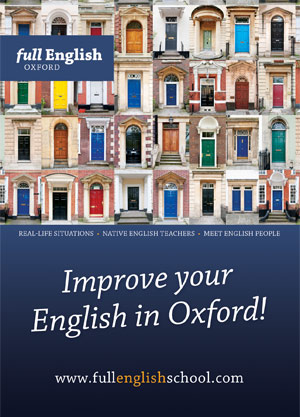 full English
OXFORD
REAL-LIFE SITUATIONS • NATIVE ENGLISH TEACHERS • MEET ENGLISH PEOPLE
Improve your
English in Oxford!
www.fullenglishschool.com